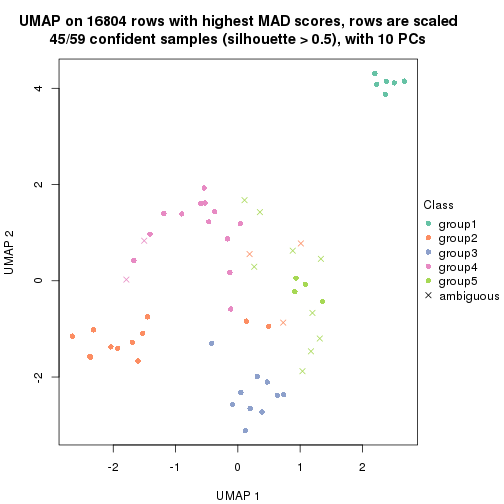 UMAP on 16804 rows with highest MAD scores, rows are scaled
45/59 confident samples (silhouette > 0.5), with 10 PCs
4
2
0
-2
UMAP 2
-2
-1
0
1
2
UMAP 1
Class
group1
group2
group3
group4
group5
ambiguous